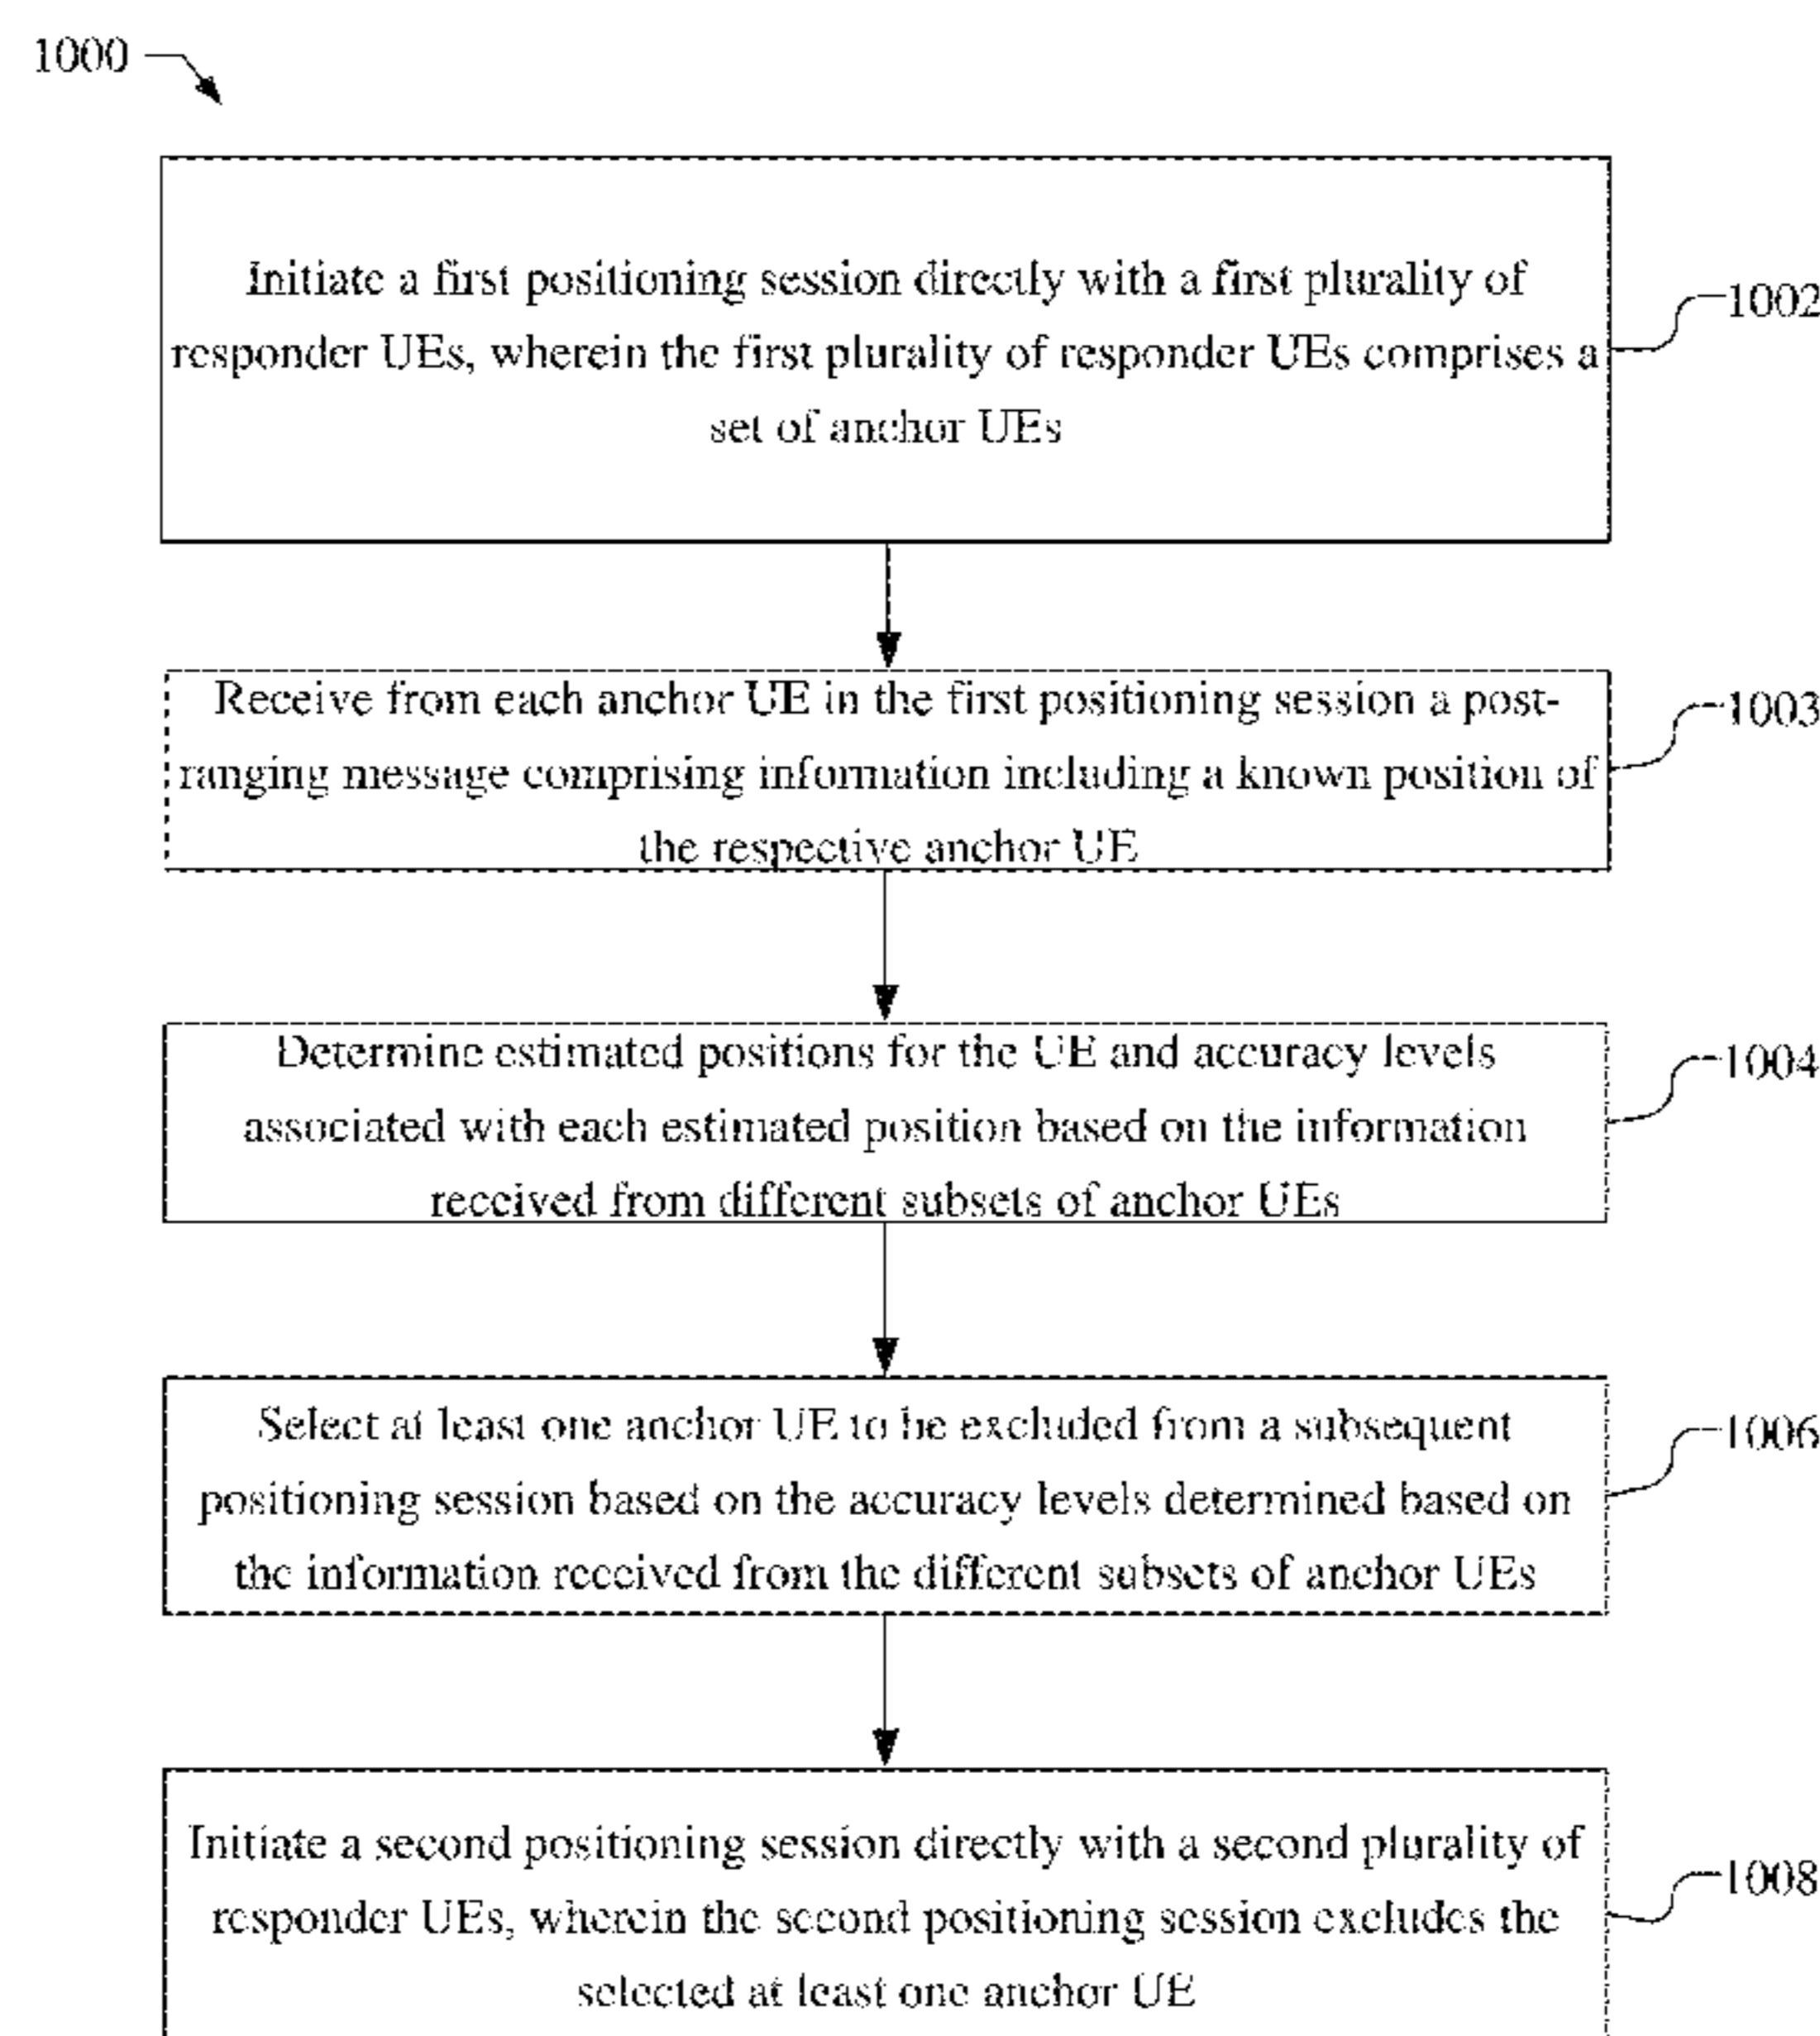 1000
Initiate a first positioning session directly with a first plurality of
responder UEs, wherein the first plurality of responder UEs comprises a
set of anchor UEs
1002
Receive from each anchor UE in the first positioning session a post-
ranging message comprising information including a known position of
the respective anchor UE
1003
Determine estimated positions for the UE and accuracy levels
associated with each estimated position based on the information
received from different subsets of anchor UEs
1004
Select at least one anchor UE to be excluded from a subsequent
positioning session based on the accuracy levels determined based on
the information received from the different subsets of anchor UEs
1006
Initiate a second positioning session directly with a second plurality of
responder UEs, wherein the second positioning session excludes the
selected at least one anchor UE
1008